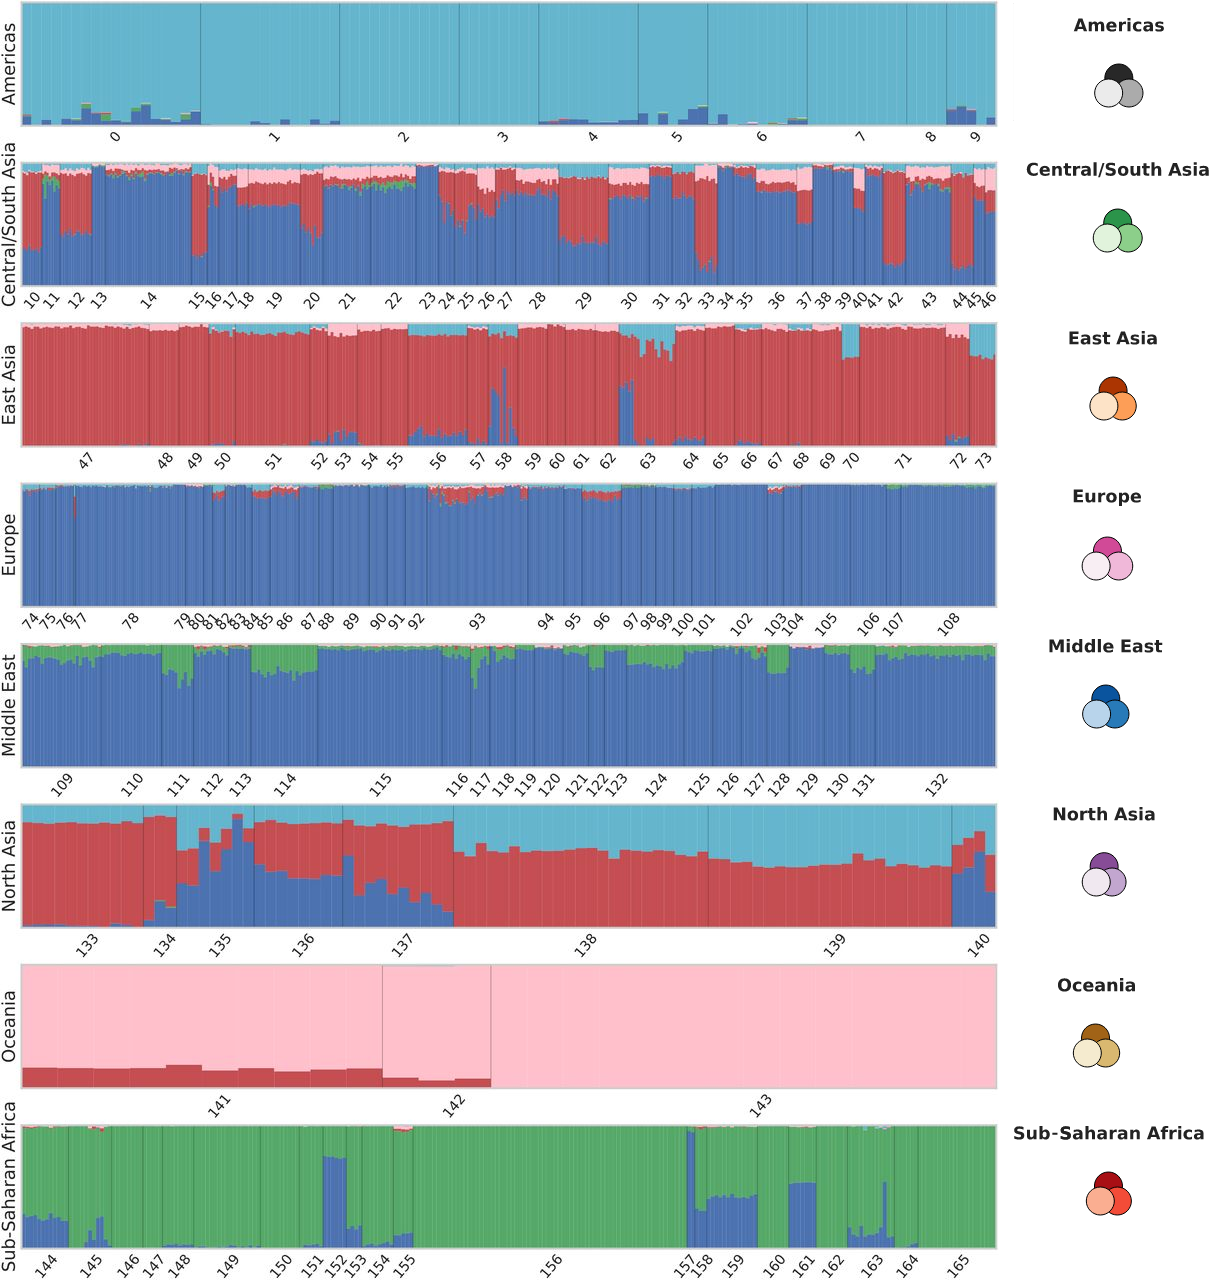 Americas
0 1 2 3 4 5 6 7 8 9
Americas
Central/South Asia
10 11 12 13 14 15 16 17 18 19 20 21 22 23 24 25 26 27 28 29 30 31 32 33 34 35 36 37 38 39 40 41 42 43 44 45 46
Central/South Asia
East Asia
47 48 49 50 51 52 53 54 55 56 57 58 59 60 61 62 63 64 65 66 67 68 69 70 71 72 73
East Asia
Europe
74 75 76 77 78 79 80 81 82 83 84 85 86 87 88 89 90 91 92 93 94 95 96 97 98 99 100 101 102 103 104 105 106 107 108
Europe
Middle East
109 110 111 112 113 114 115 116 117 118 119 120 121 122 123 124 125 126 127 128 129 130 131 132
Middle East
North Asia
133 134 135 136 137 138 139 140
North Asia
Oceania
141 142 143
Oceania
Sub-Saharan Africa
144 145 146 147 148 149 150 151 152 153 154 155 156 157 158 159 160 161 162 163 164 165
Sub-Saharan Africa